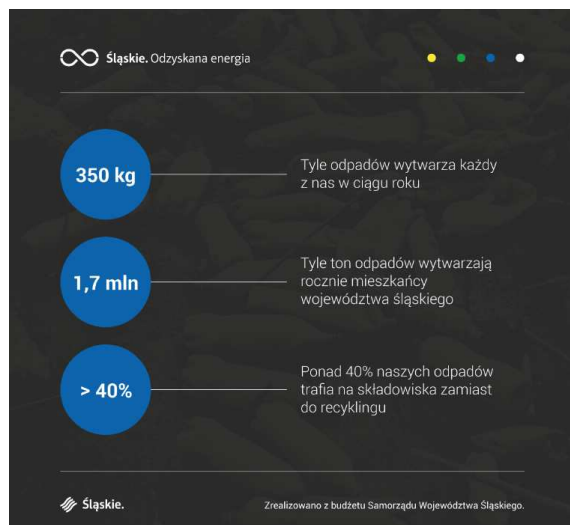 Śląskie. Odzyskana energia
350 kg
Tyle odpadów wytwarza każdy
z nas w ciągu roku
1,7 mln
Tyle ton odpadów wytwarzają
rocznie mieszkańcy
województwa śląskiego
> 40%
Ponad 40% naszych odpadów
trafia na składowiska zamiast
do recyklingu
Śląskie.
Zrealizowano z budżetu Samorządu Województwa Śląskiego.